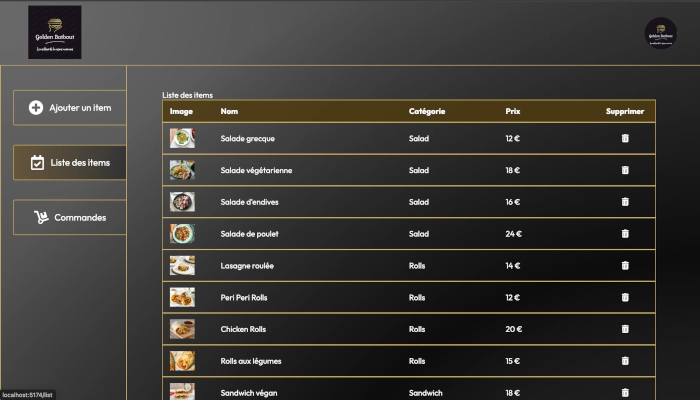 Golden Batbout
Golden Batbout
Ajouter un item
Liste des items
Commandes
Liste des items
Image Nom Catégorie Prix Supprimer
Salade grecque Salad 12 €
Salade végétarienne Salad 18 €
Salade d'endives Salad 16 €
Salade de poulet Salad 24 €
Lasagne roulée Rolls 14 €
Peri Peri Rolls Rolls 12 €
Chicken Rolls Rolls 20 €
Rolls aux légumes Rolls 15 €
Sandwich végan Sandwich 18 €
localhost:5174/list